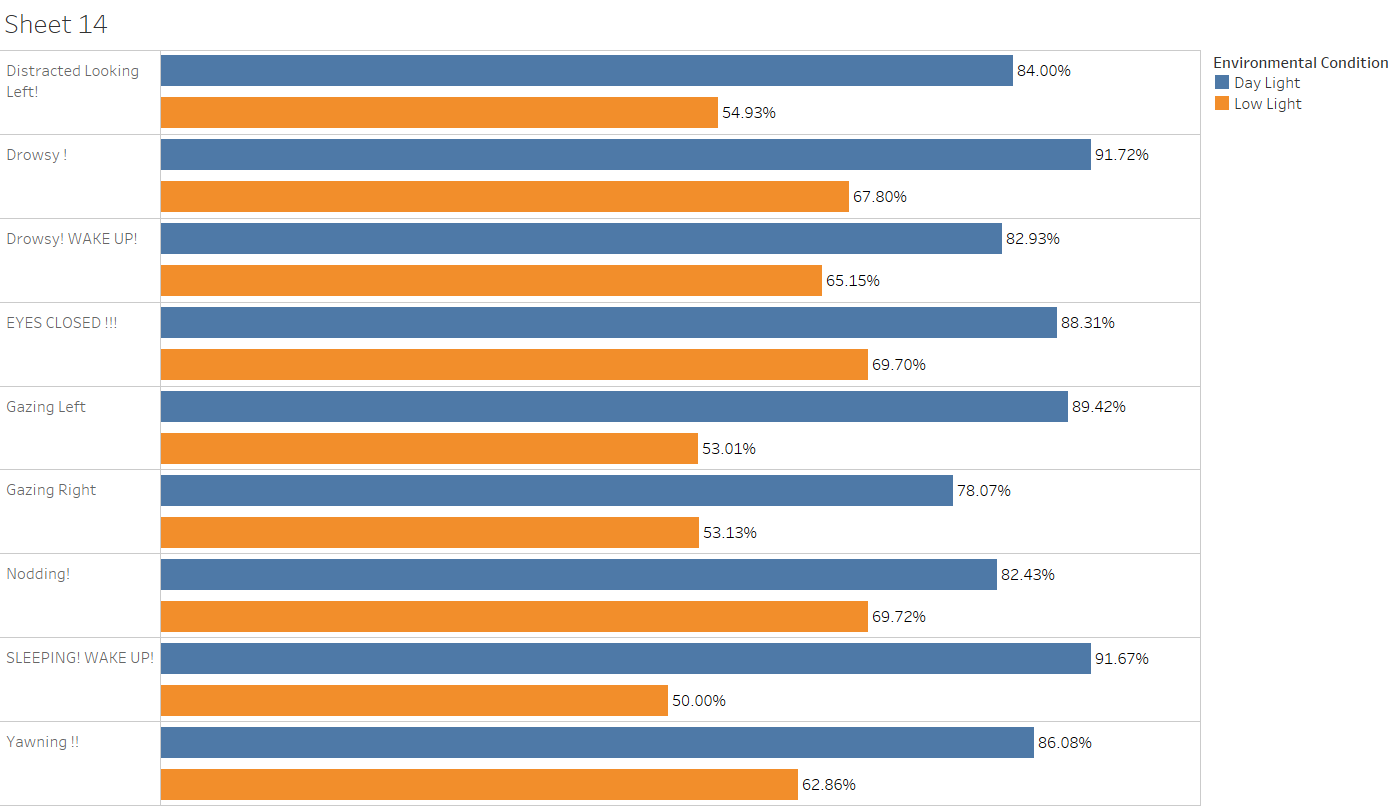 Sheet 14
Environmental Condition
Day Light
Low Light
Distracted Looking
Left!
84.00%
54.93%
Drowsy !
91.72%
67.80%
Drowsy! WAKE UP!
82.93%
65.15%
EYES CLOSED !!!
88.31%
69.70%
Gazing Left
89.42%
53.01%
Gazing Right
78.07%
53.13%
Nodding!
82.43%
69.72%
SLEEPING! WAKE UP!
91.67%
50.00%
Yawning !!
86.08%
62.86%